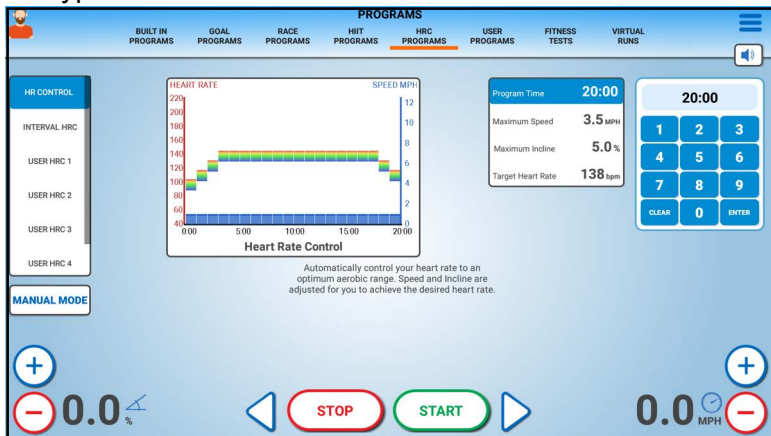 PROGRAMS
BUILT IN PROGRAMS
GOAL PROGRAMS
RACE PROGRAMS
HIIT PROGRAMS
HRC PROGRAMS
USER PROGRAMS
FITNESS TESTS
VIRTUAL RUNS
HR CONTROL
INTERVAL HRC
USER HRC 1
USER HRC 2
USER HRC 3
USER HRC 4
MANUAL MODE
HEART RATE SPEED MPH
220
200
180
160
140
120
100
80
60
40
12
10
8
6
4
2
0
0:00 5:00 10:00 15:00 20:00
Heart Rate Control
Automatically control your heart rate to an
optimum aerobic range. Speed and Incline are
adjusted for you to achieve the desired heart rate.
Program Time 20:00
Maximum Speed 3.5 MPH
Maximum Incline 5.0 %
Target Heart Rate 138 bpm
20:00
1 2 3
4 5 6
7 8 9
CLEAR 0 ENTER
+
−
0.0 %
STOP
START
0.0 MPH
+
−